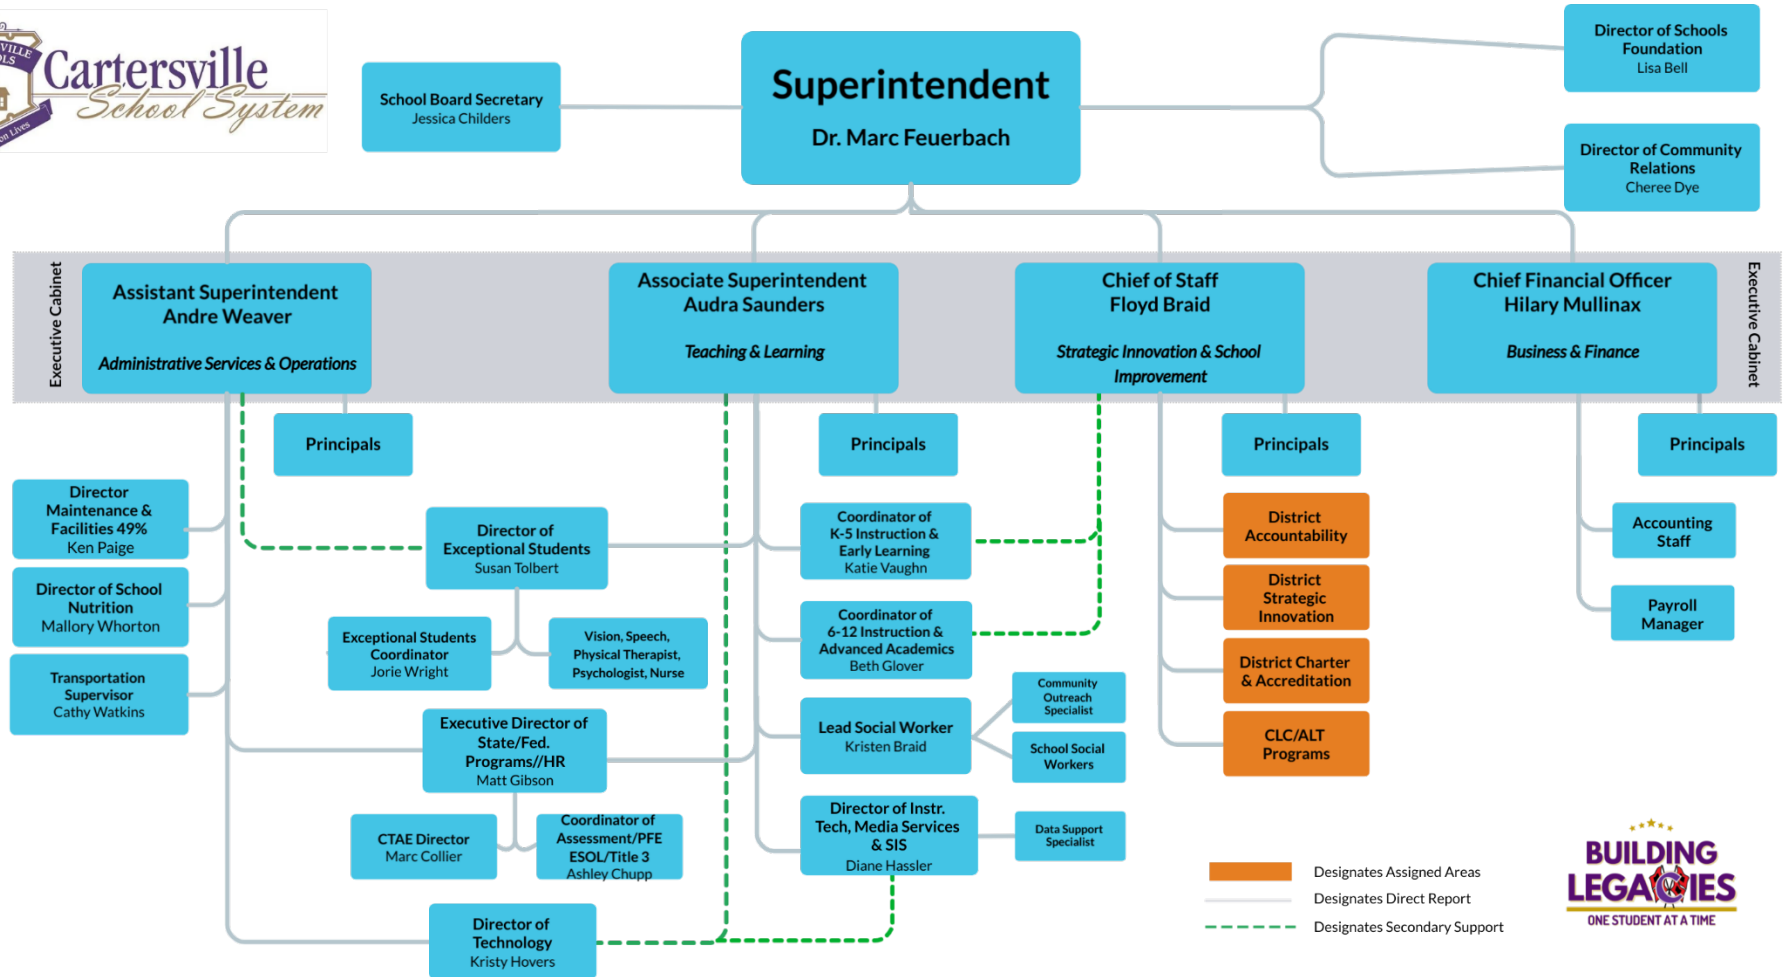 VILLE
OLS
Cartersville
School System
on Lives
School Board Secretary
Jessica Childers
Superintendent
Dr. Marc Feuerbach
Director of Schools
Foundation
Lisa Bell
Director of Community
Relations
Cheree Dye
Executive Cabinet
Assistant Superintendent
Andre Weaver
Administrative Services & Operations
Associate Superintendent
Audra Saunders
Teaching & Learning
Chief of Staff
Floyd Braid
Strategic Innovation & School
Improvement
Chief Financial Officer
Hilary Mullinax
Business & Finance
Executive Cabinet
Principals
Principals
Principals
Principals
Director
Maintenance &
Facilities 49%
Ken Paige
Director of School
Nutrition
Mallory Whorton
Transportation
Supervisor
Cathy Watkins
Director of
Exceptional Students
Susan Tolbert
Exceptional Students
Coordinator
Jorie Wright
Vision, Speech,
Physical Therapist,
Psychologist, Nurse
Executive Director of
State/Fed.
Programs//HR
Matt Gibson
CTAE Director
Marc Collier
Coordinator of
Assessment/PFE
ESOL/Title 3
Ashley Chupp
Director of
Technology
Kristy Hovers
Coordinator of
K-5 Instruction &
Early Learning
Katie Vaughn
Coordinator of
6-12 Instruction &
Advanced Academics
Beth Glover
Lead Social Worker
Kristen Braid
Community
Outreach
Specialist
School Social
Workers
Director of Instr.
Tech, Media Services
& SIS
Diane Hassler
Data Support
Specialist
District
Accountability
District
Strategic
Innovation
District Charter
& Accreditation
CLC/ALT
Programs
Accounting
Staff
Payroll
Manager
Designates Assigned Areas
Designates Direct Report
Designates Secondary Support
BUILDING
LEGACIES
ONE STUDENT AT A TIME